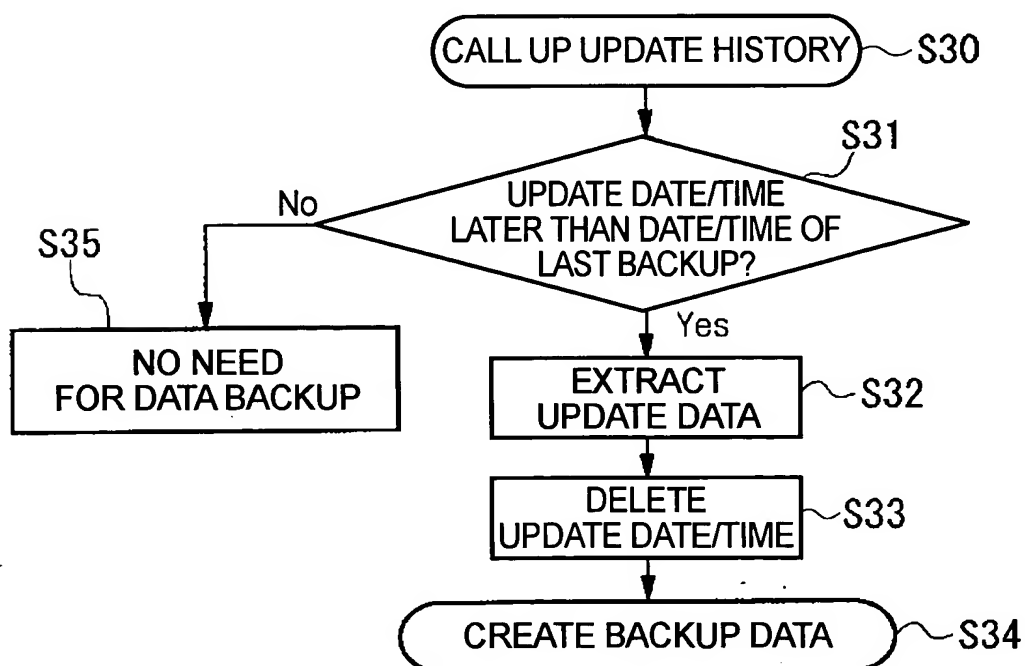 CALL UP UPDATE HISTORY
S30
S31
UPDATE DATE/TIME
LATER THAN DATE/TIME OF
LAST BACKUP?
No
S35
Yes
NO NEED
FOR DATA BACKUP
EXTRACT
UPDATE DATA
S32
DELETE
UPDATE DATE/TIME
S33
CREATE BACKUP DATA
S34